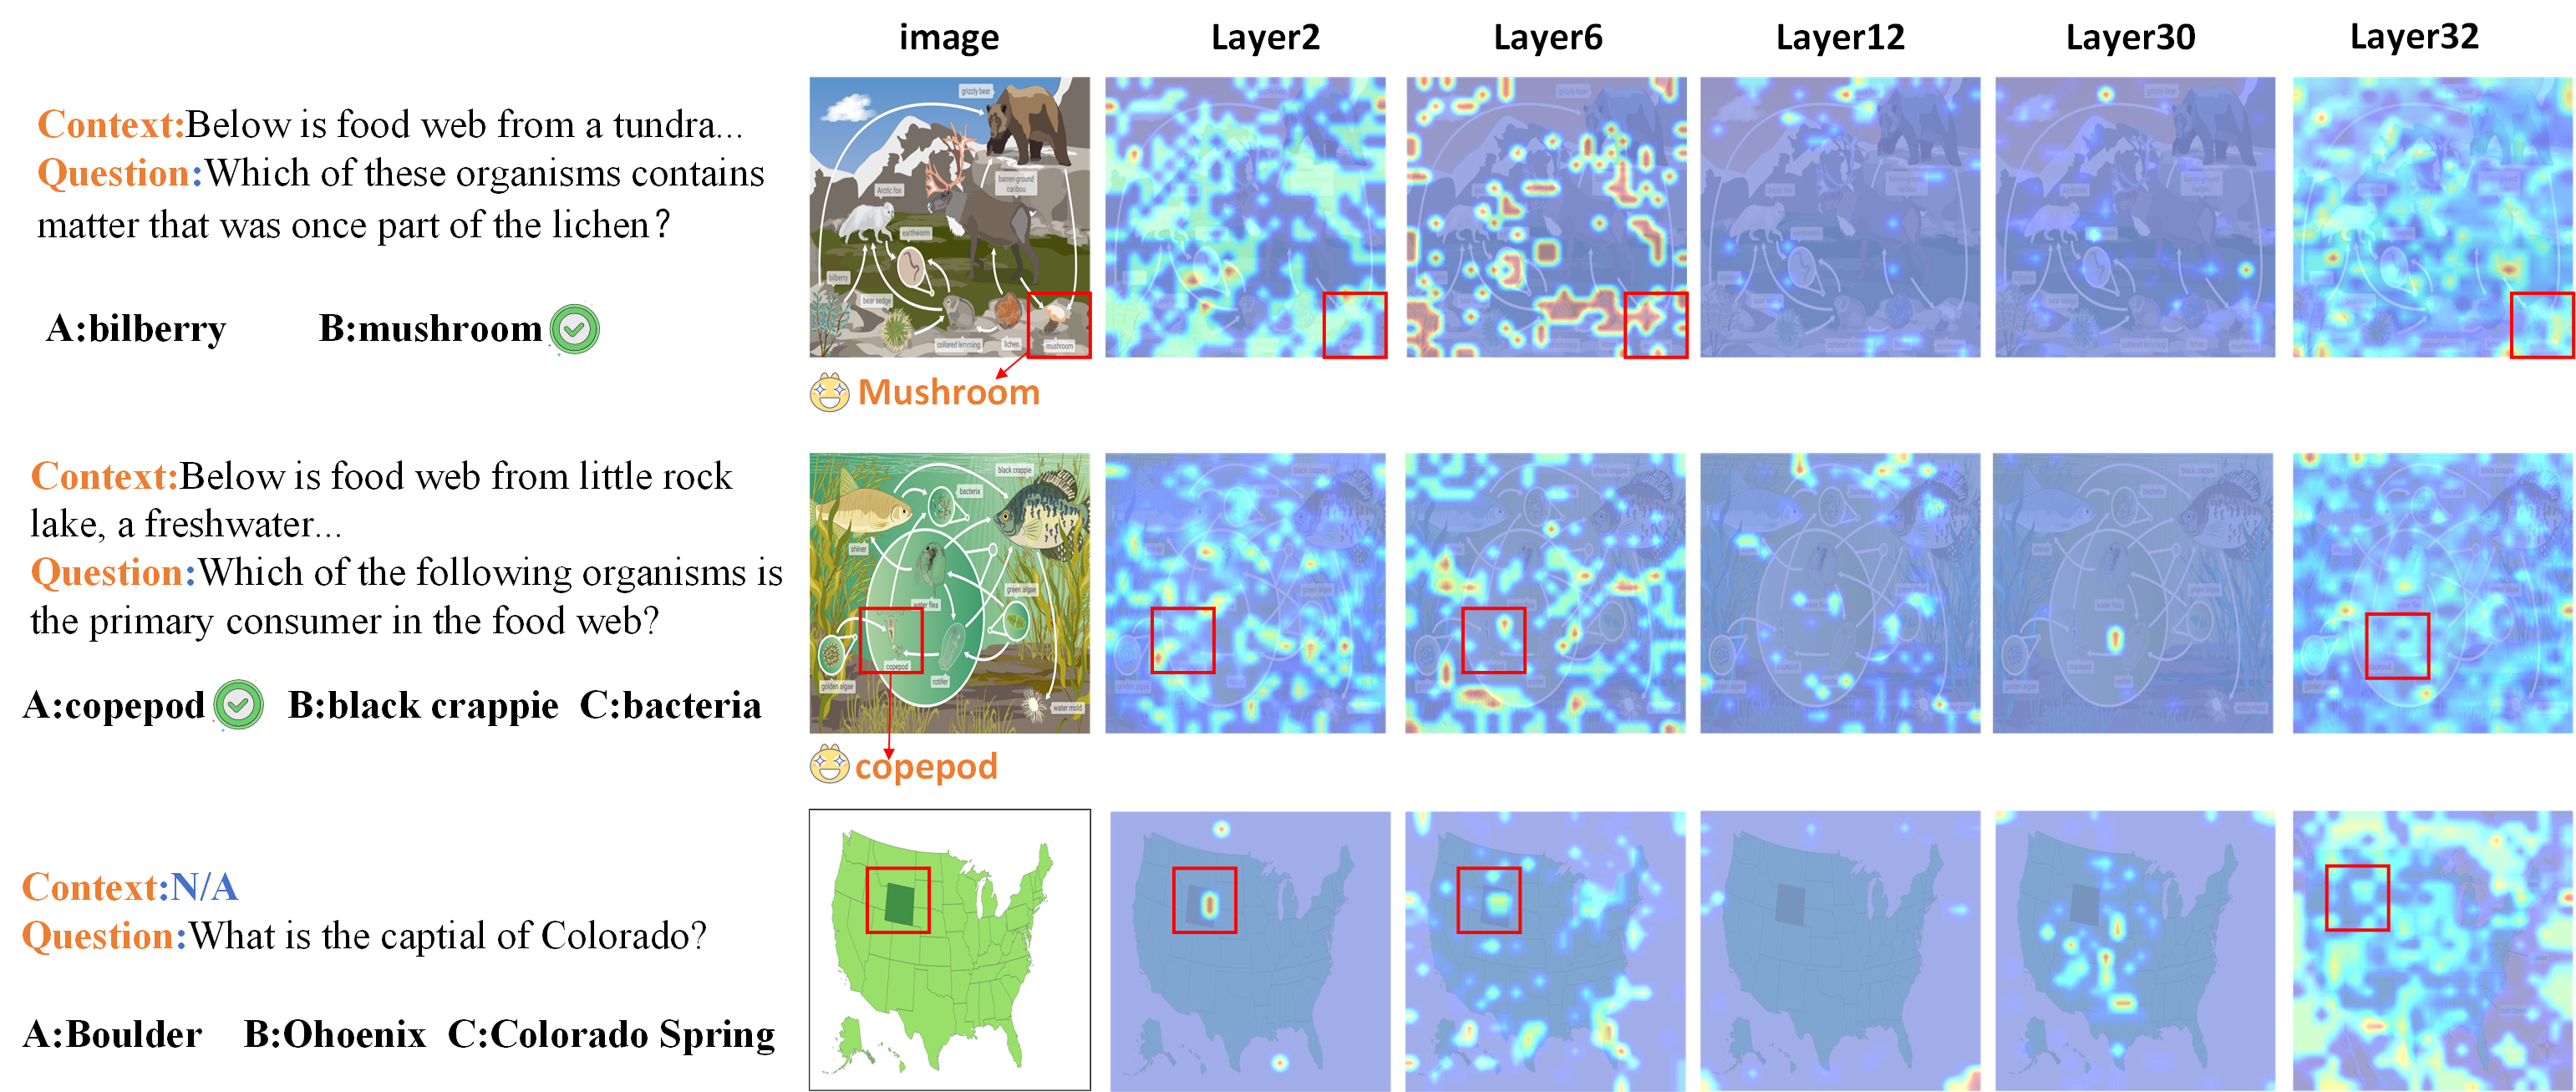 image Layer2 Layer6 Layer12 Layer30 Layer32
Context:Below is food web from a tundra...
Question:Which of these organisms contains
matter that was once part of the lichen?
A:bilberry B:mushroom
grizzly bear
barren-ground
caribou
Arctic fox
earthworm
bilberry
bear sedge
collared lemming
lichen
mushroom
Mushroom
Context:Below is food web from little rock
lake, a freshwater...
Question:Which of the following organisms is
the primary consumer in the food web?
A:copepod B:black crappie C:bacteria
black crappie
bacteria
shiner
green algae
water flea
copepod
golden algae
rotifer
water mold
copepod
Context:N/A
Question:What is the captial of Colorado?
A:Boulder B:Ohoenix C:Colorado Spring